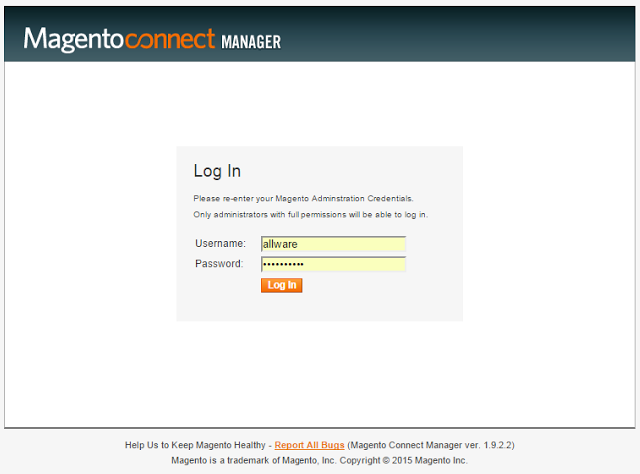 Magentoconnect MANAGER
Log In
Please re-enter your Magento Adminstration Credentials.
Only administrators with full permissions will be able to log in.
Username: allware
Password: ••••••••••
Log In
Help Us to Keep Magento Healthy - Report All Bugs (Magento Connect Manager ver. 1.9.2.2)
Magento is a trademark of Magento, Inc. Copyright © 2015 Magento Inc.